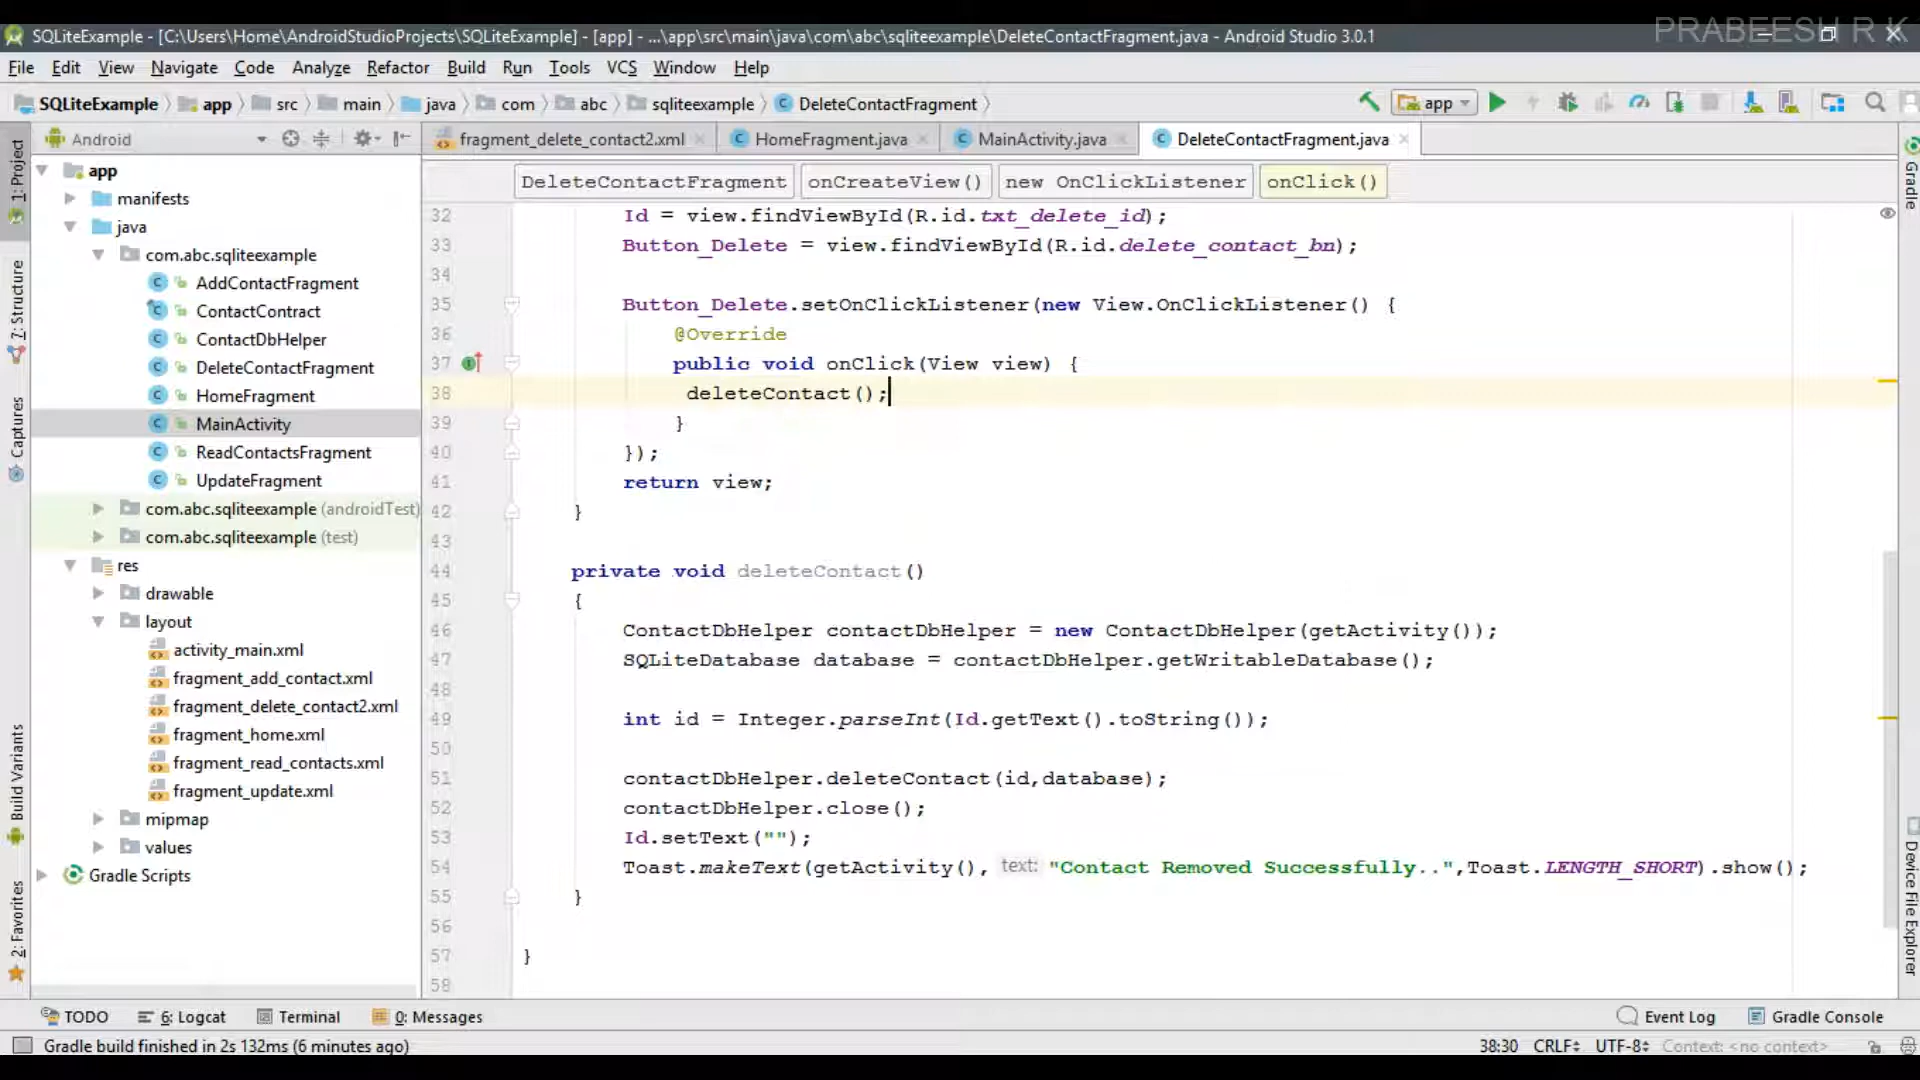 PRABEESH R K
SQLiteExample - [C:\Users\Home\AndroidStudioProjects\SQLiteExample] - [app] - ...\app\src\main\java\com\abc\sqliteexample\DeleteContactFragment.java - Android Studio 3.0.1
File Edit View Navigate Code Analyze Refactor Build Run Tools VCS Window Help
SQLiteExample app src main java com abc sqliteexample DeleteContactFragment app
Android fragment_delete_contact2.xml HomeFragment.java MainActivity.java DeleteContactFragment.java
DeleteContactFragment onCreateView() new OnClickListener onClick()
1: Project
7: Structure
Captures
Build Variants
2: Favorites
app
manifests
java
com.abc.sqliteexample
AddContactFragment
ContactContract
ContactDbHelper
DeleteContactFragment
HomeFragment
MainActivity
ReadContactsFragment
UpdateFragment
com.abc.sqliteexample (androidTest)
com.abc.sqliteexample (test)
res
drawable
layout
activity_main.xml
fragment_add_contact.xml
fragment_delete_contact2.xml
fragment_home.xml
fragment_read_contacts.xml
fragment_update.xml
mipmap
values
Gradle Scripts
32 Id = view.findViewById(R.id.txt_delete_id);
33 Button_Delete = view.findViewById(R.id.delete_contact_bn);
34
35 Button_Delete.setOnClickListener(new View.OnClickListener() {
36 @Override
37 public void onClick(View view) {
38 deleteContact();
39 }
40 });
41 return view;
42 }
43
44 private void deleteContact()
45 {
46 ContactDbHelper contactDbHelper = new ContactDbHelper(getActivity());
47 SQLiteDatabase database = contactDbHelper.getWritableDatabase();
48
49 int id = Integer.parseInt(Id.getText().toString());
50
51 contactDbHelper.deleteContact(id,database);
52 contactDbHelper.close();
53 Id.setText("");
54 Toast.makeText(getActivity(), text: "Contact Removed Successfully..",Toast.LENGTH_SHORT).show();
55 }
56
57 }
58
Gradle
Device File Explorer
TODO 6: Logcat Terminal 0: Messages Event Log Gradle Console
Gradle build finished in 2s 132ms (6 minutes ago) 38:30 CRLF UTF-8 Context: <no context>